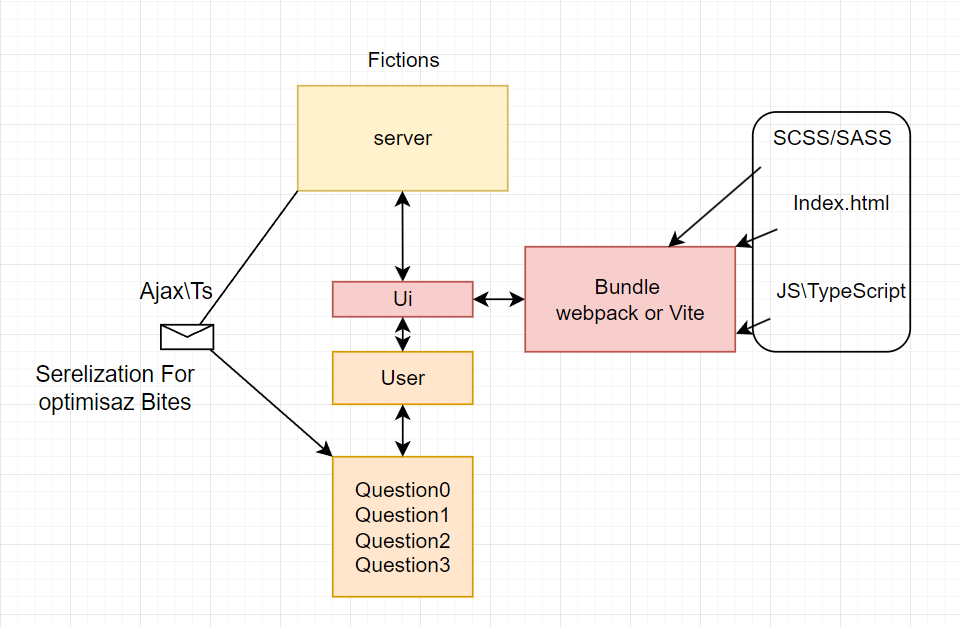 Fictions
server
SCSS/SASS
Index.html
JS\TypeScript
Ajax\Ts
Ui
Bundle
webpack or Vite
Serelization For
optimisaz Bites
User
Question0
Question1
Question2
Question3